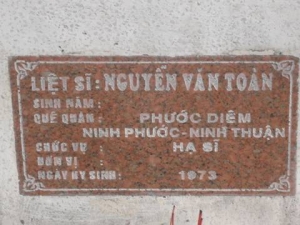 LIỆT SĨ: NGUYỄN VĂN TOÀN
SINH NĂM :
QUÊ QUÁN : PHƯỚC DIÊM
NINH PHƯỚC-NINH THUẬN
CHỨC VỤ : HẠ SĨ
ĐƠN VỊ :
NGÀY HY SINH: 1973